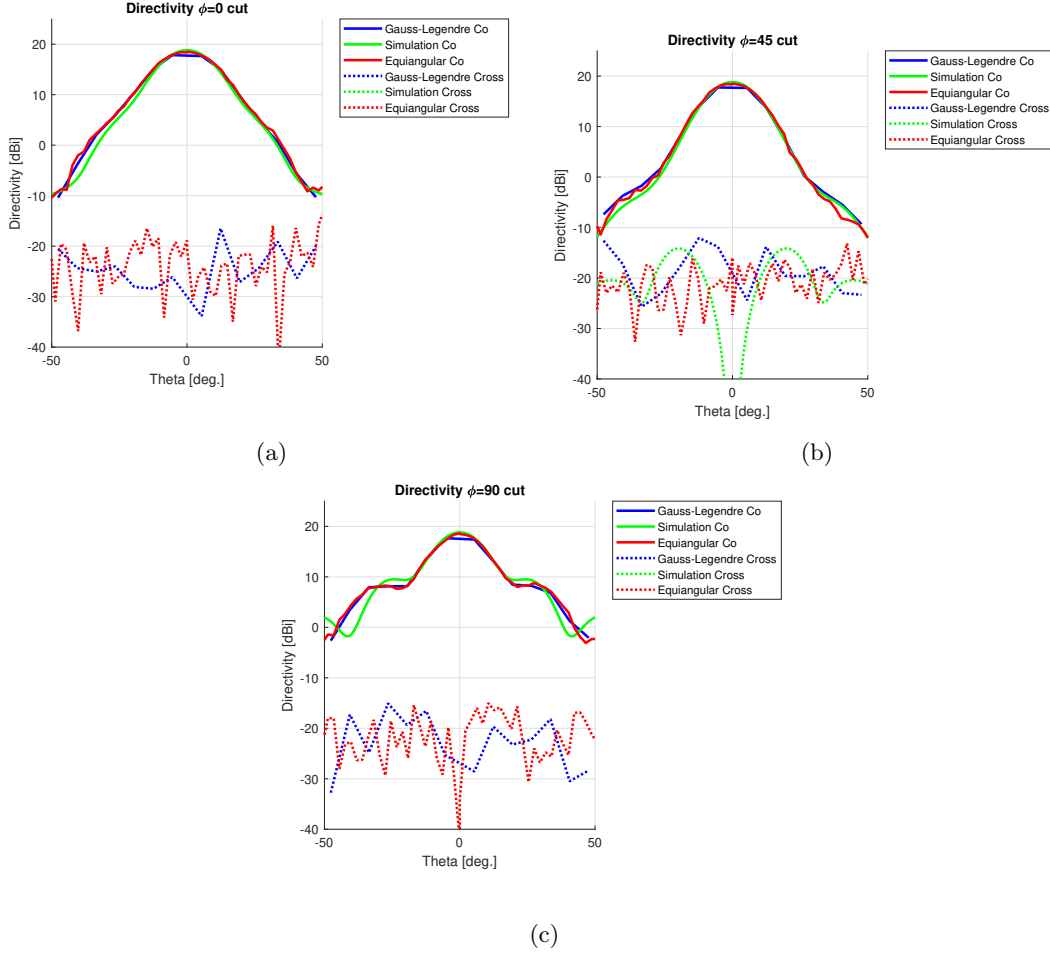 Directivity ϕ=0 cut
20
10
0
-10
-20
-30
-40
-50
0
50
Directivity [dBi]
Theta [deg.]
Gauss-Legendre Co
Simulation Co
Equiangular Co
Gauss-Legendre Cross
Simulation Cross
Equiangular Cross
(a)
Directivity ϕ=45 cut
20
10
0
-10
-20
-30
-40
-50
0
50
Directivity [dBi]
Theta [deg.]
Gauss-Legendre Co
Simulation Co
Equiangular Co
Gauss-Legendre Cross
Simulation Cross
Equiangular Cross
(b)
Directivity ϕ=90 cut
20
10
0
-10
-20
-30
-40
-50
0
50
Directivity [dBi]
Theta [deg.]
Gauss-Legendre Co
Simulation Co
Equiangular Co
Gauss-Legendre Cross
Simulation Cross
Equiangular Cross
(c)